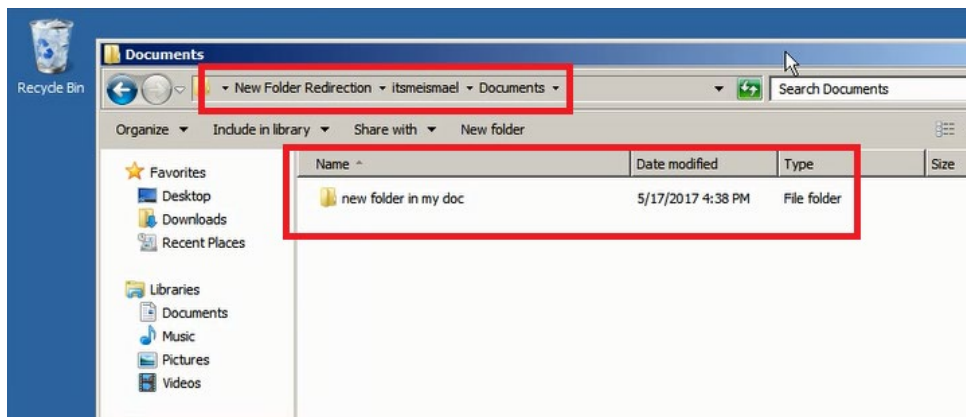 Recycle Bin
Documents
New Folder Redirection
itsmeismael
Documents
Search Documents
Organize
Include in library
Share with
New folder
Favorites
Desktop
Downloads
Recent Places
Libraries
Documents
Music
Pictures
Videos
Name
Date modified
Type
Size
new folder in my doc
5/17/2017 4:38 PM
File folder